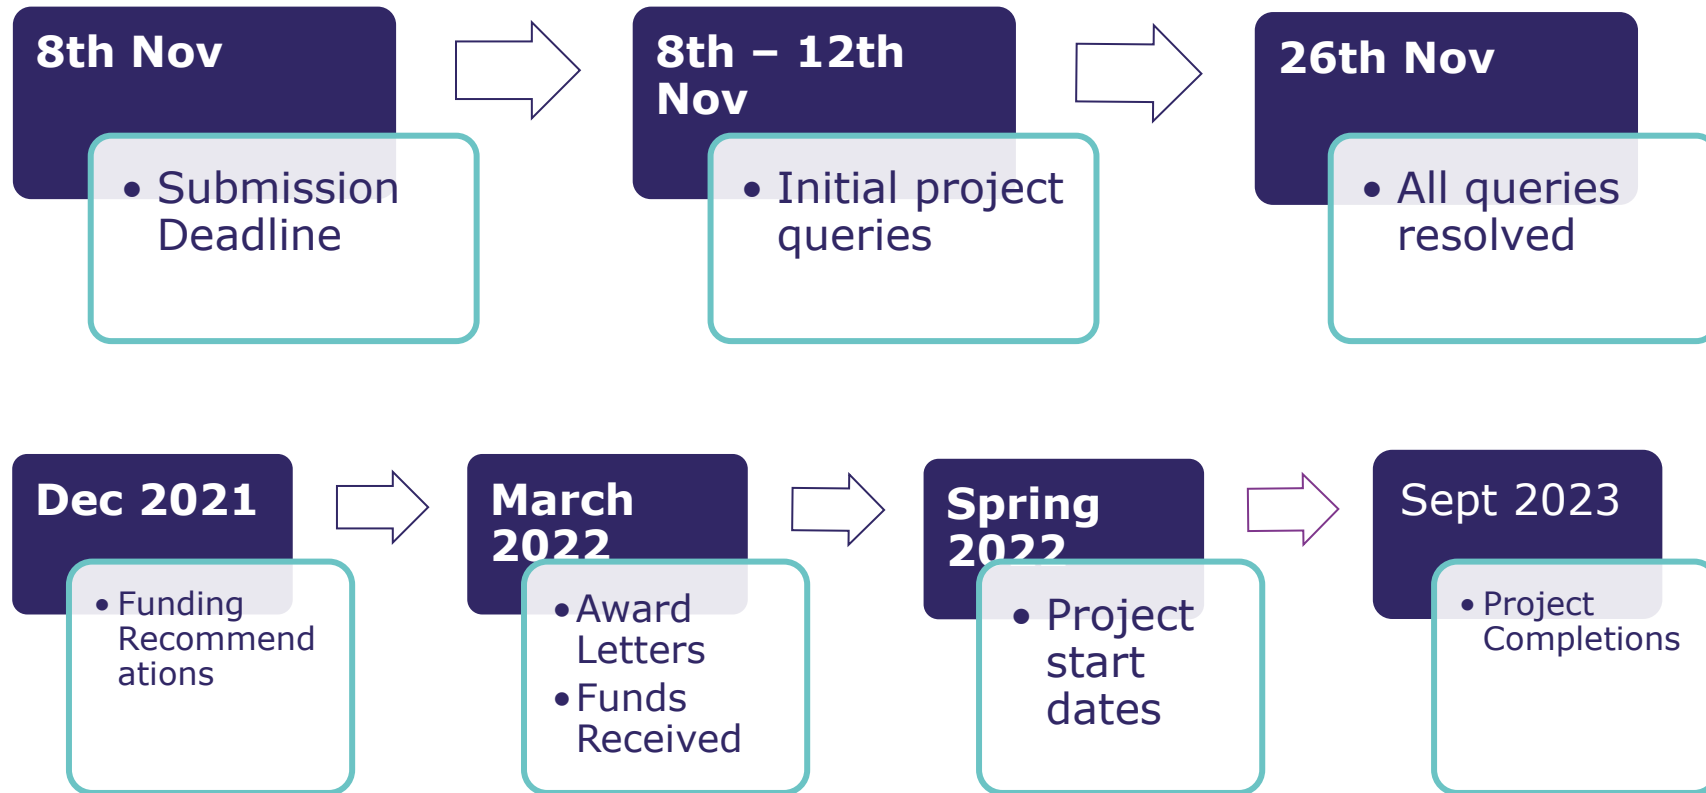 8th Nov
• Submission
Deadline
8th – 12th
Nov
• Initial project
queries
26th Nov
• All queries
resolved
Dec 2021
• Funding
Recommend
ations
March
2022
• Award
Letters
• Funds
Received
Spring
2022
• Project
start
dates
Sept 2023
• Project
Completions